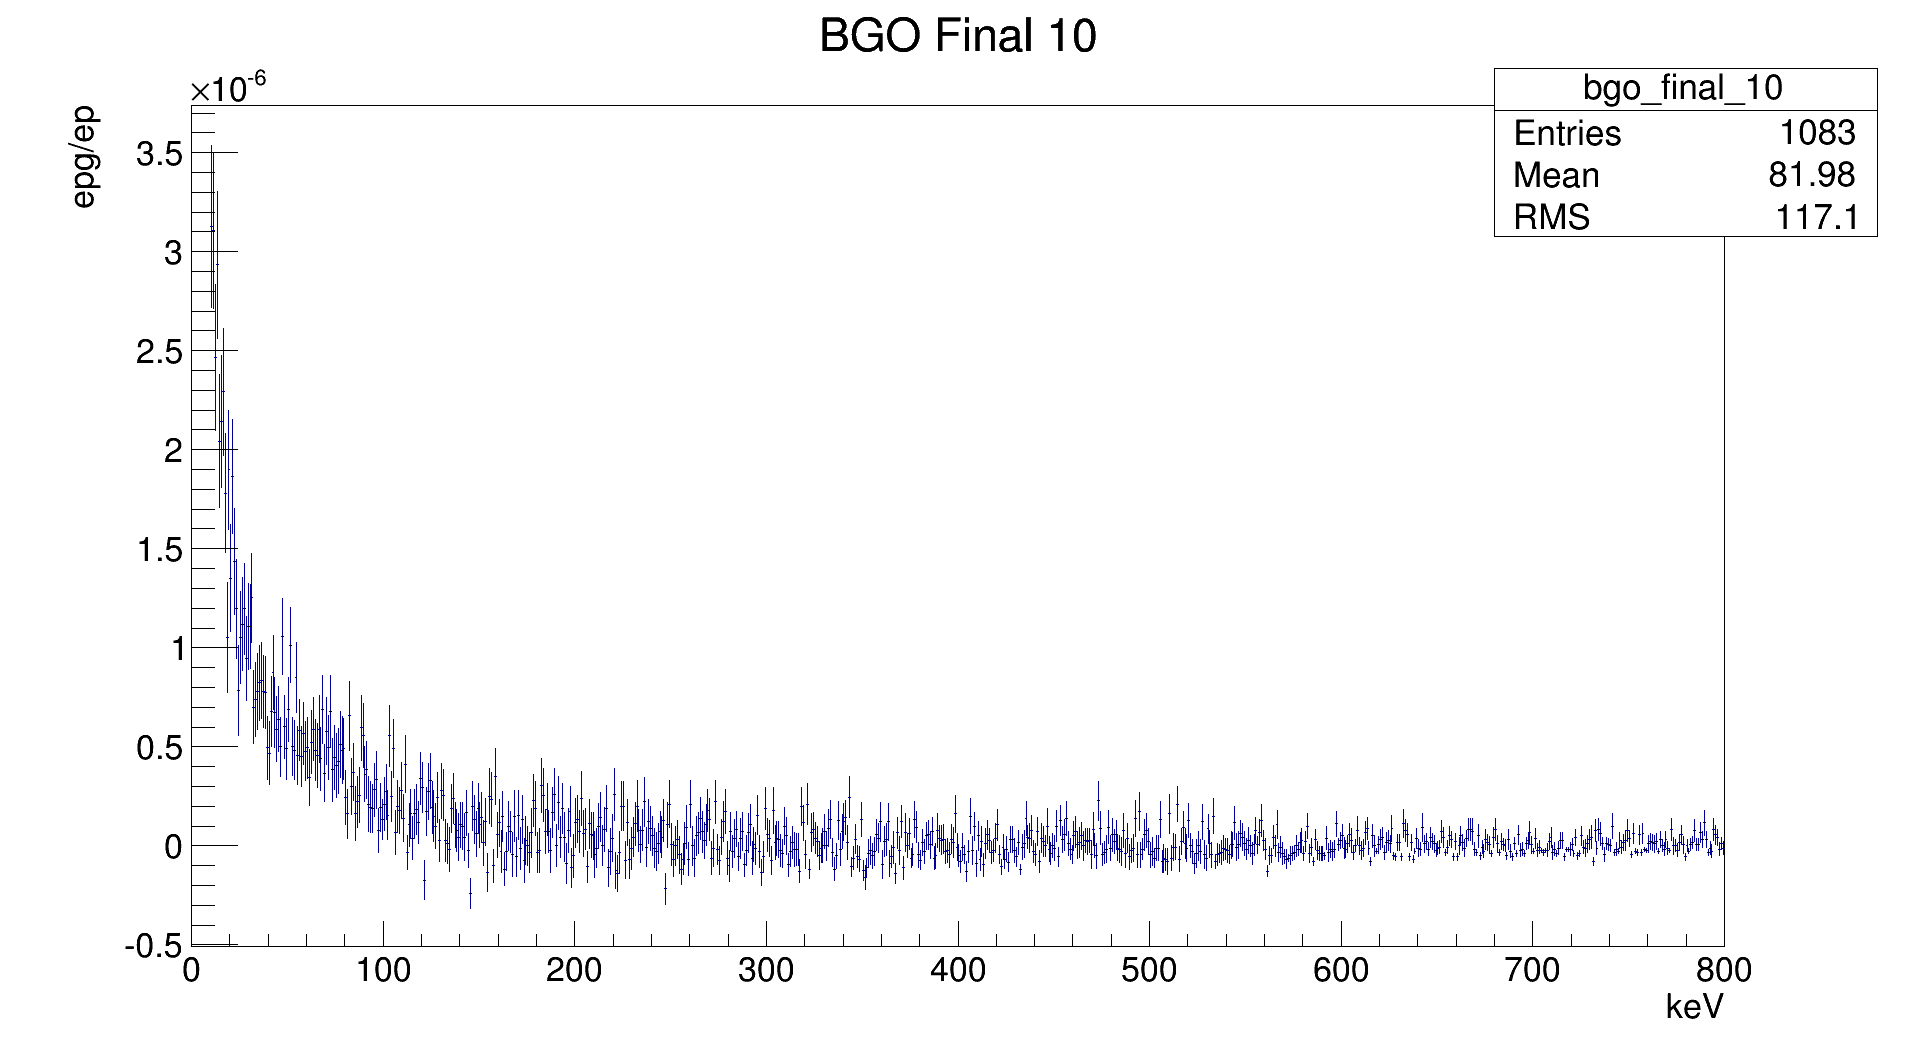 BGO Final 10
×10-6
epg/ep
bgo_final_10
Entries 1083
Mean 81.98
RMS 117.1
3.5
3
2.5
2
1.5
1
0.5
0
-0.5
0 100 200 300 400 500 600 700 800
keV